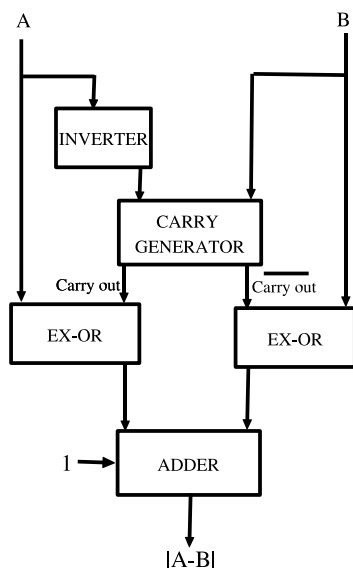 A
B
INVERTER
CARRY
GENERATOR
Carry out
Carry out
EX-OR
EX-OR
1
ADDER
|A-B|